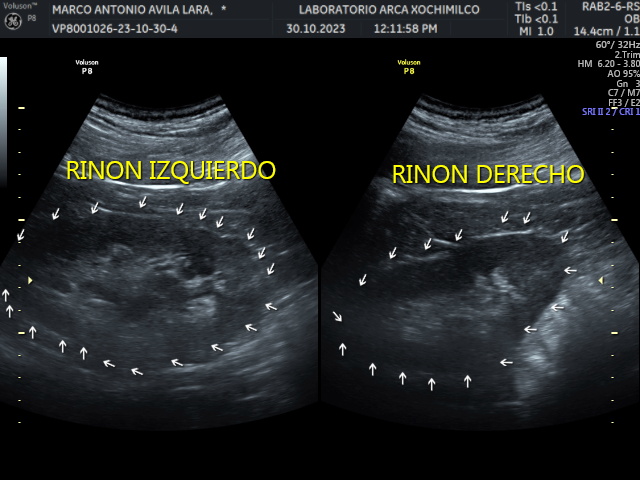 Voluson™
P8
MARCO ANTONIO AVILA LARA, *
LABORATORIO ARCA XOCHIMILCO
TIs <0.1
RAB2-6-RS
VP8001026-23-10-30-4
30.10.2023
12:11:58 PM
TIb <0.1
OB
MI 1.0
14.4cm / 1.1
60°/ 32Hz
2.Trim
HM 6.20 - 3.80
AO 95%
Gn 3
C7 / M7
FF3 / E2
SRI II 2 / CRI 1
Voluson
P8
Voluson
P8
RINON IZQUIERDO
RINON DERECHO